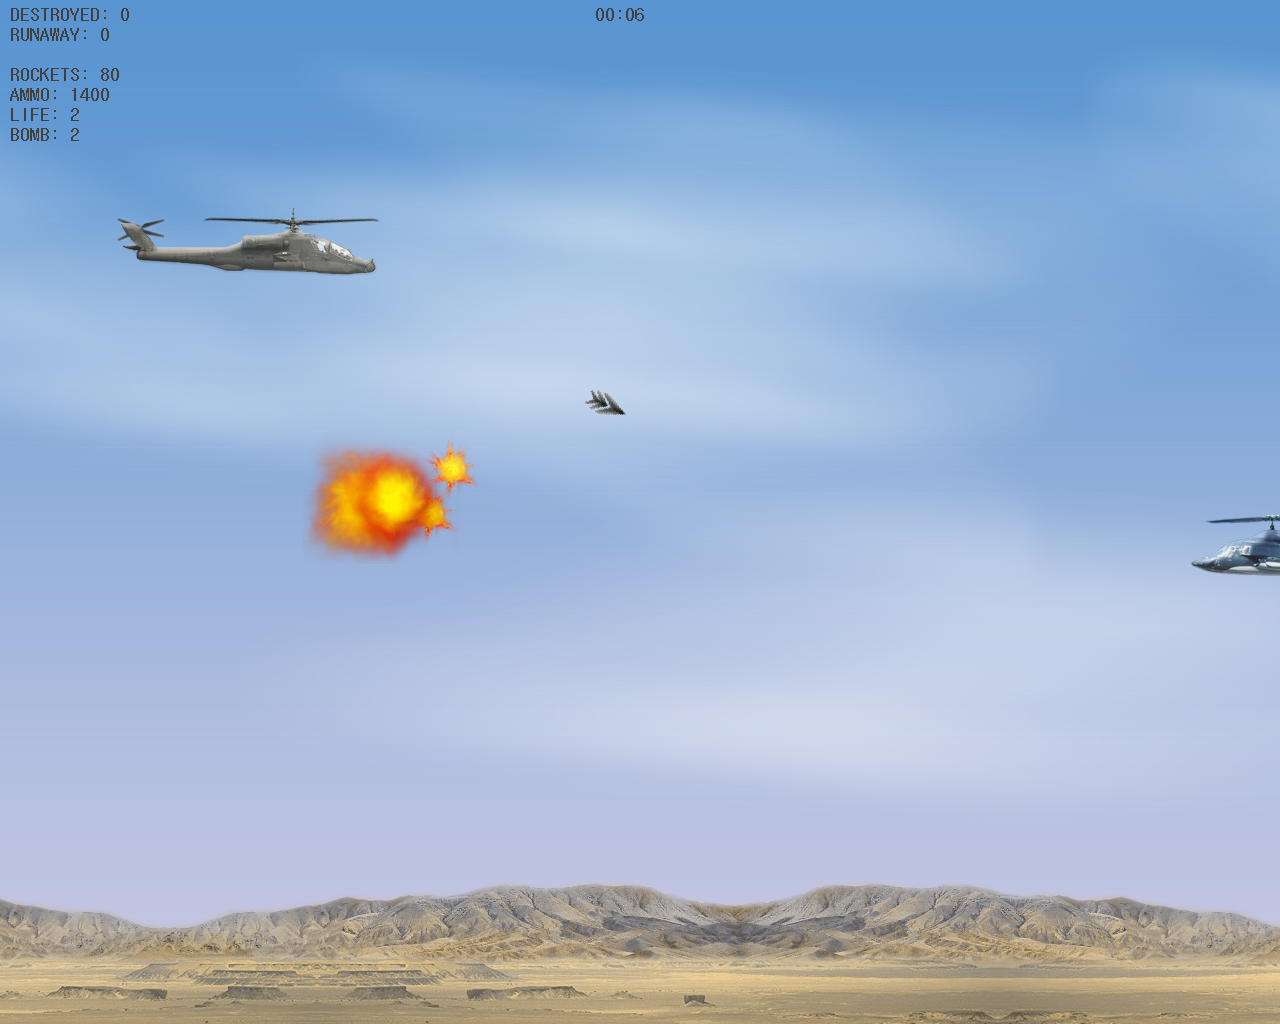 DESTROYED: 0
00:06
RUNAWAY: 0
ROCKETS: 80
AMMO: 1400
LIFE: 2
BOMB: 2